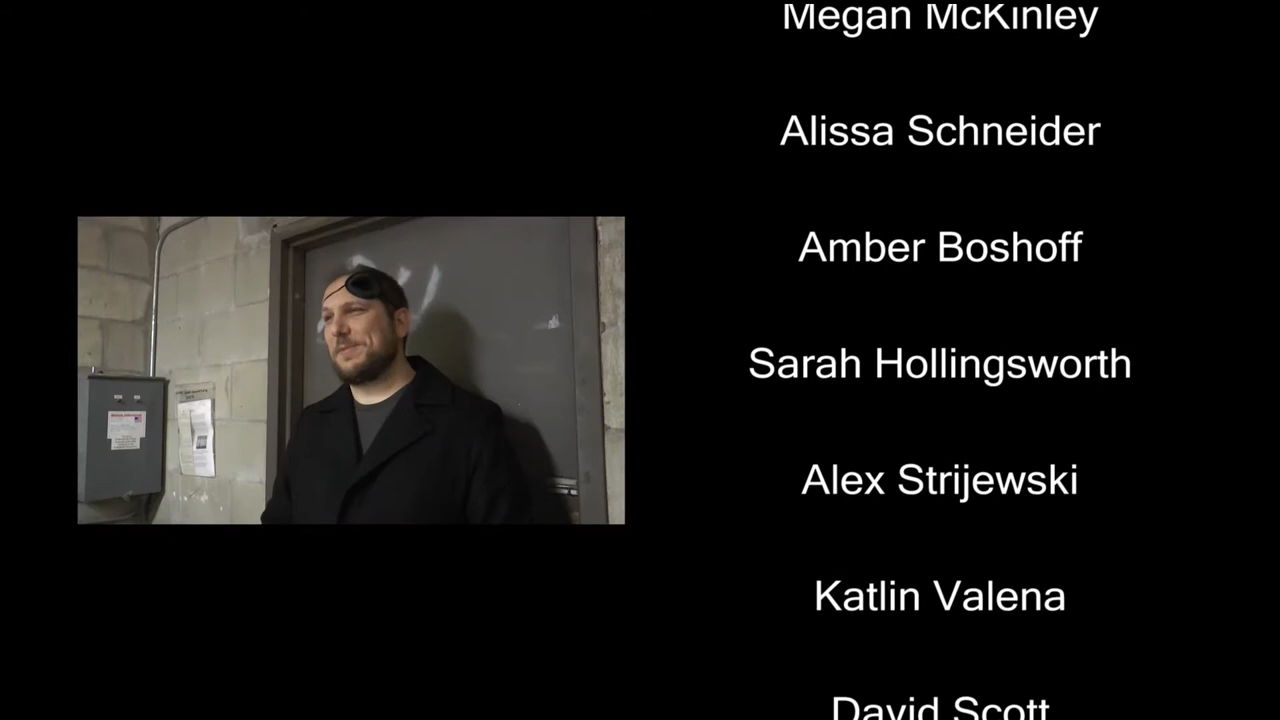 Megan McKinley
Alissa Schneider
Amber Boshoff
Sarah Hollingsworth
Alex Strijewski
Katlin Valena
David Scott